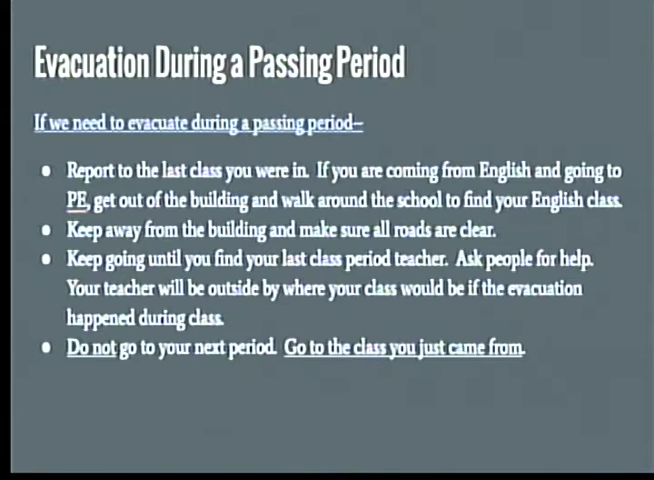 Evacuation During a Passing Period
If we need to evacuate during a passing period–
● Report to the last class you were in. If you are coming from English and going to
PE, get out of the building and walk around the school to find your English class.
● Keep away from the building and make sure all roads are clear.
● Keep going until you find your last class period teacher. Ask people for help.
Your teacher will be outside by where your class would be if the evacuation
happened during class.
● Do not go to your next period. Go to the class you just came from.